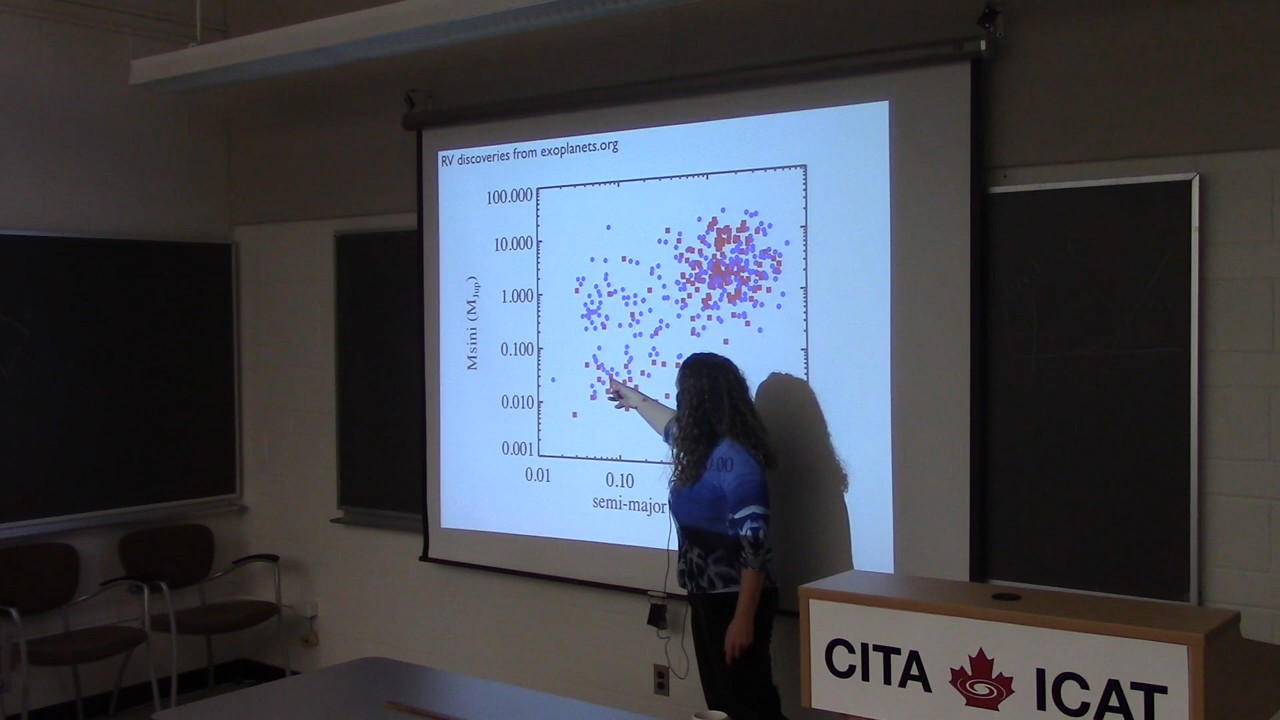 RV discoveries from exoplanets.org
100.000
10.000
1.000
0.100
0.010
0.001
Msini (MJup)
0.01
0.10
semi-major
CITA ICAT